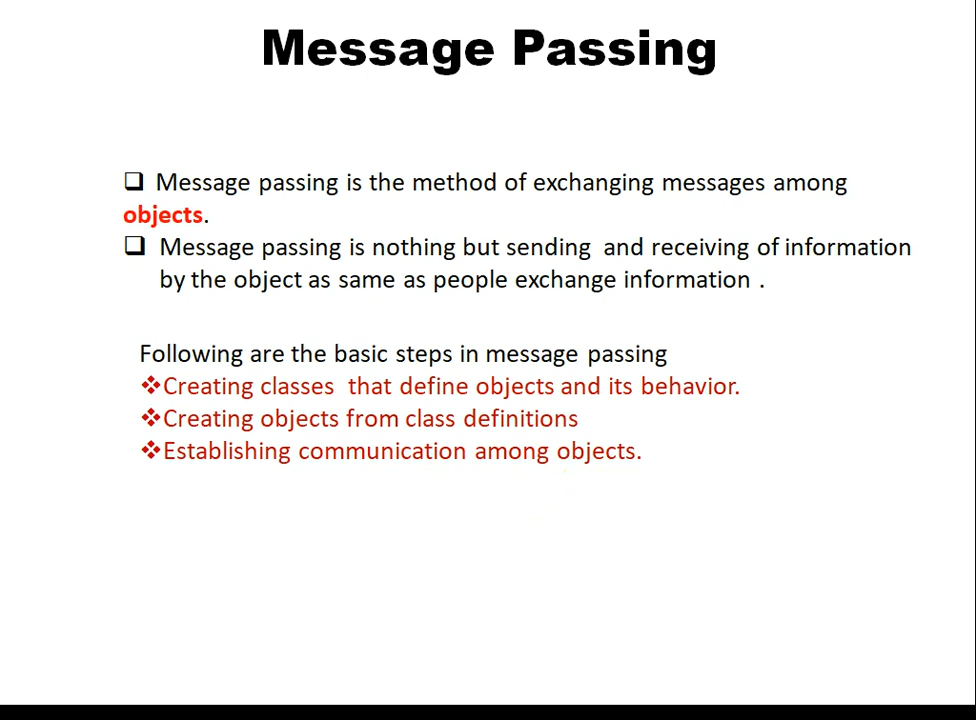 Message Passing
❑ Message passing is the method of exchanging messages among
objects.
❑ Message passing is nothing but sending and receiving of information
by the object as same as people exchange information .
Following are the basic steps in message passing
❖Creating classes that define objects and its behavior.
❖Creating objects from class definitions
❖Establishing communication among objects.